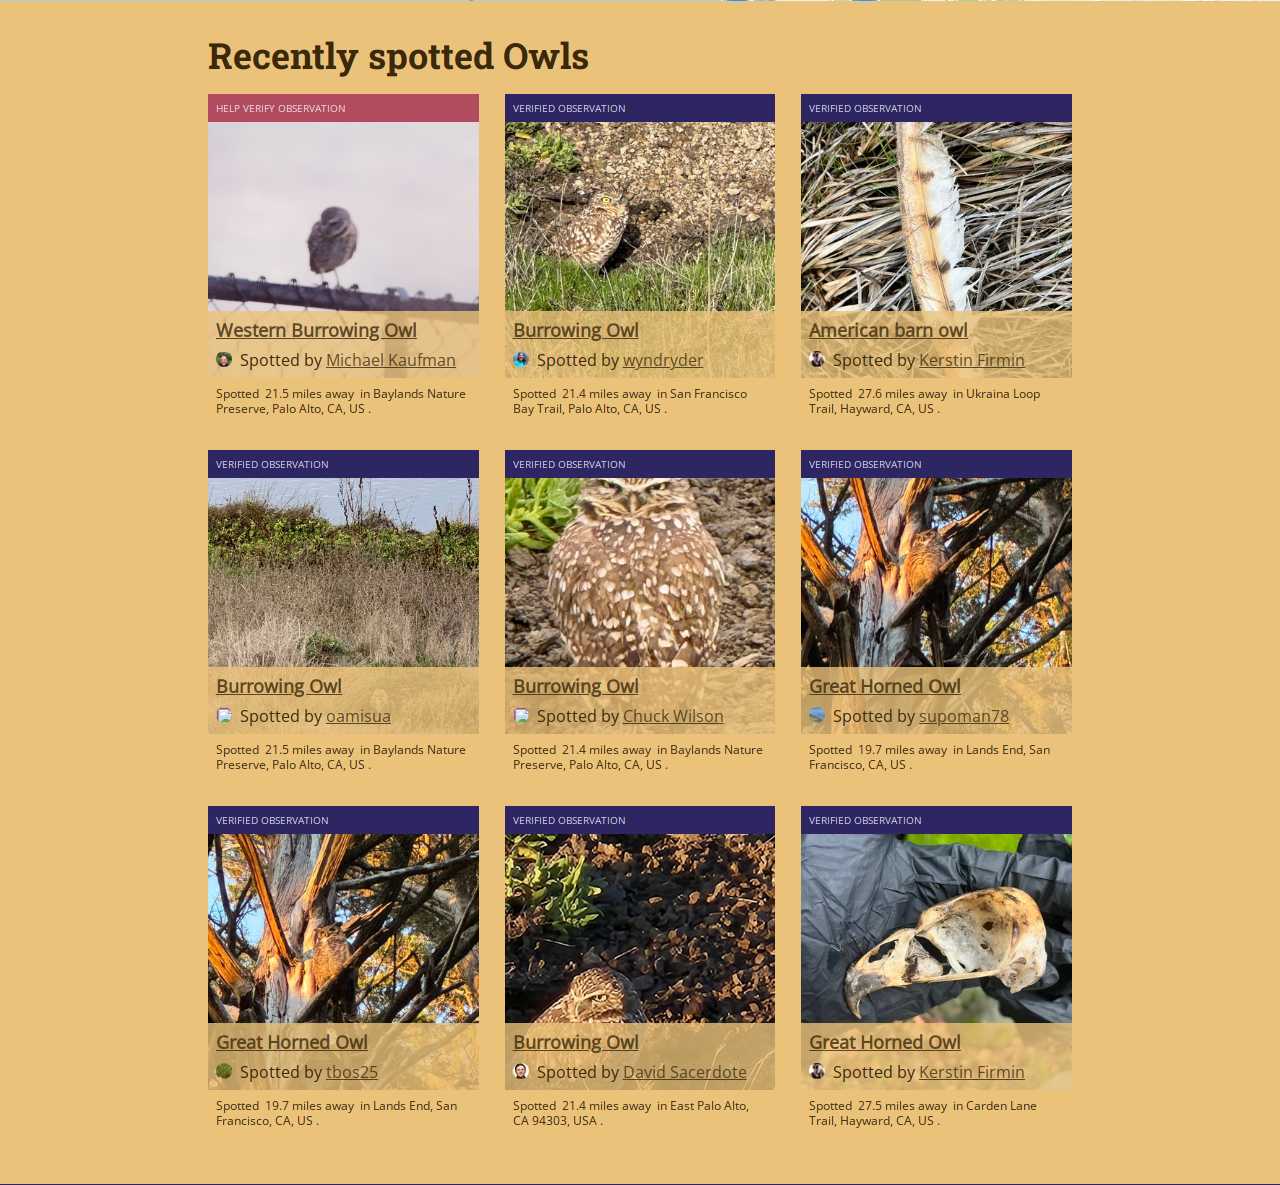 Recently spotted Owls
HELP VERIFY OBSERVATION
Western Burrowing Owl
Spotted by Michael Kaufman
Spotted 21.5 miles away in Baylands Nature
Preserve, Palo Alto, CA, US .
VERIFIED OBSERVATION
Burrowing Owl
Spotted by wyndryder
Spotted 21.4 miles away in San Francisco
Bay Trail, Palo Alto, CA, US .
VERIFIED OBSERVATION
American barn owl
Spotted by Kerstin Firmin
Spotted 27.6 miles away in Ukraina Loop
Trail, Hayward, CA, US .
VERIFIED OBSERVATION
Burrowing Owl
Spotted by oamisua
Spotted 21.5 miles away in Baylands Nature
Preserve, Palo Alto, CA, US .
VERIFIED OBSERVATION
Burrowing Owl
Spotted by Chuck Wilson
Spotted 21.4 miles away in Baylands Nature
Preserve, Palo Alto, CA, US .
VERIFIED OBSERVATION
Great Horned Owl
Spotted by supoman78
Spotted 19.7 miles away in Lands End, San
Francisco, CA, US .
VERIFIED OBSERVATION
Great Horned Owl
Spotted by tbos25
Spotted 19.7 miles away in Lands End, San
Francisco, CA, US .
VERIFIED OBSERVATION
Burrowing Owl
Spotted by David Sacerdote
Spotted 21.4 miles away in East Palo Alto,
CA 94303, USA .
VERIFIED OBSERVATION
Great Horned Owl
Spotted by Kerstin Firmin
Spotted 27.5 miles away in Carden Lane
Trail, Hayward, CA, US .